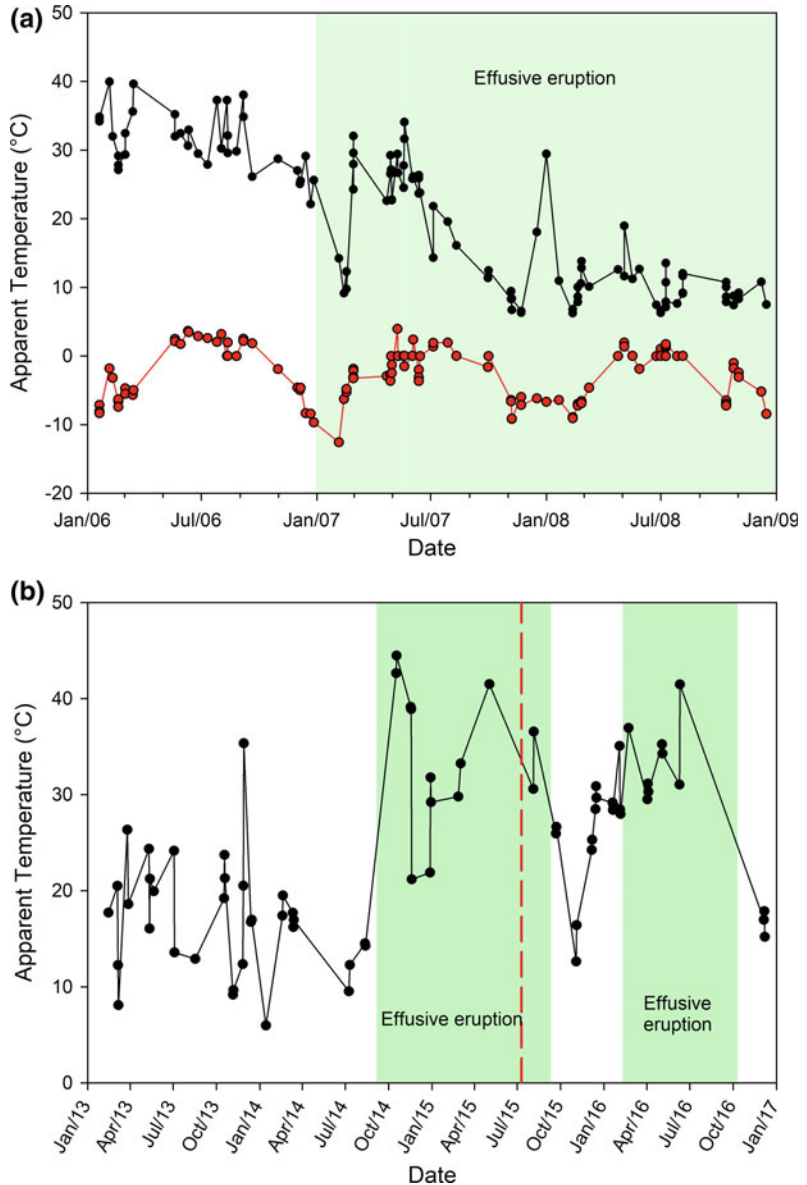 (a)
50
40
30
20
10
0
-10
-20
Apparent Temperature (°C)
Effusive eruption
Jan/06
Jul/06
Jan/07
Jul/07
Jan/08
Jul/08
Jan/09
Date
(b)
50
40
30
20
10
0
Apparent Temperature (°C)
Effusive eruption
Effusive
eruption
Jan/13
Apr/13
Jul/13
Oct/13
Jan/14
Apr/14
Jul/14
Oct/14
Jan/15
Apr/15
Jul/15
Oct/15
Jan/16
Apr/16
Jul/16
Oct/16
Jan/17
Date